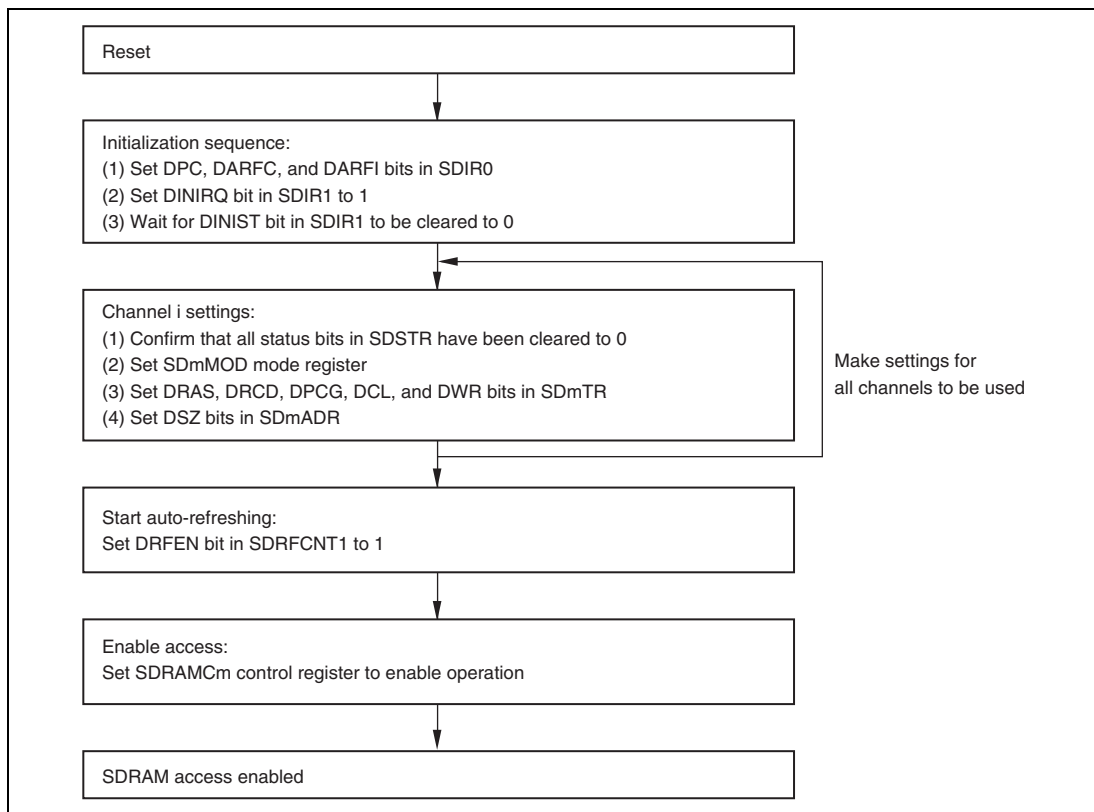 Reset
Initialization sequence:
(1) Set DPC, DARFC, and DARFI bits in SDIR0
(2) Set DINIRQ bit in SDIR1 to 1
(3) Wait for DINIST bit in SDIR1 to be cleared to 0
Channel i settings:
(1) Confirm that all status bits in SDSTR have been cleared to 0
(2) Set SDmMOD mode register
(3) Set DRAS, DRCD, DPCG, DCL, and DWR bits in SDmTR
(4) Set DSZ bits in SDmADR
Make settings for
all channels to be used
Start auto-refreshing:
Set DRFEN bit in SDRFCNT1 to 1
Enable access:
Set SDRAMCm control register to enable operation
SDRAM access enabled